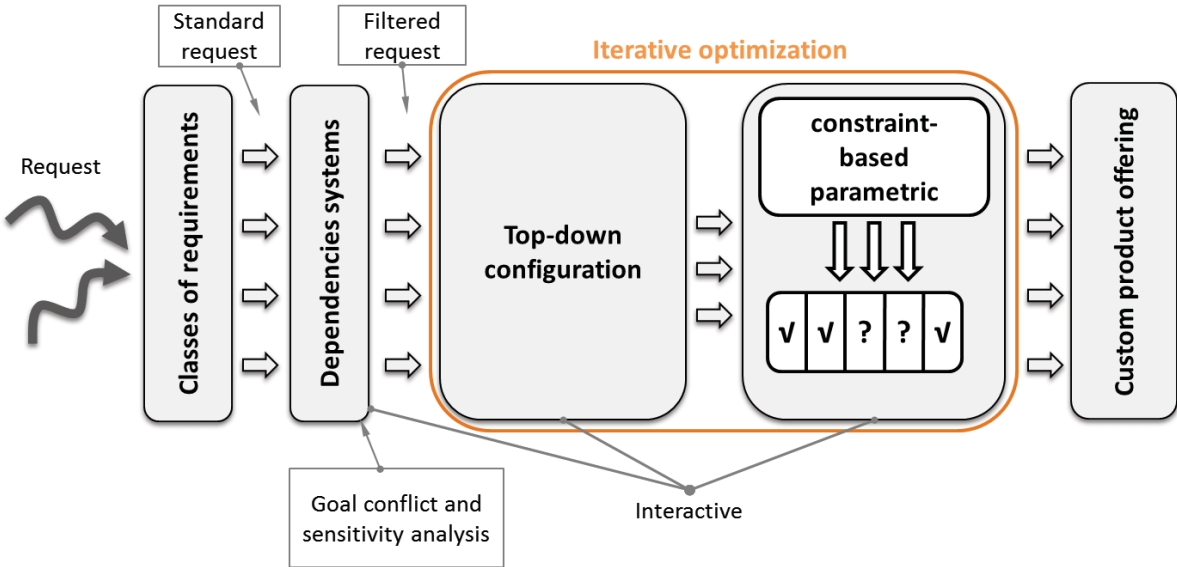 Standard
request
Filtered
request
Iterative optimization
Request
Classes of requirements
Dependencies systems
Top-down
configuration
constraint-
based
parametric
√ √ ? ? √
Custom product offering
Goal conflict and
sensitivity analysis
Interactive